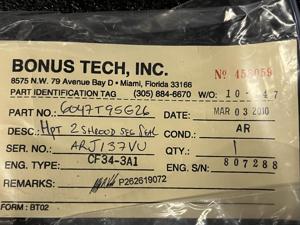 BONUS TECH, INC.
8575 N.W. 79 Avenue Bay D • Miami, Florida 33166
Nº 458059
PART IDENTIFICATION TAG (305) 884-6670 W/O: 10-
PART NO.: 6047T95G26 DATE: MAR 03 2010
DESC.: HPT 2 SHROUD SEG SEAL COND: AR
SER. NO.: ARJ137VU QTY.: 1
ENG. TYPE: CF34-3A1 ENG. S/N: 807288
REMARKS: P262619072
FORM: BT02